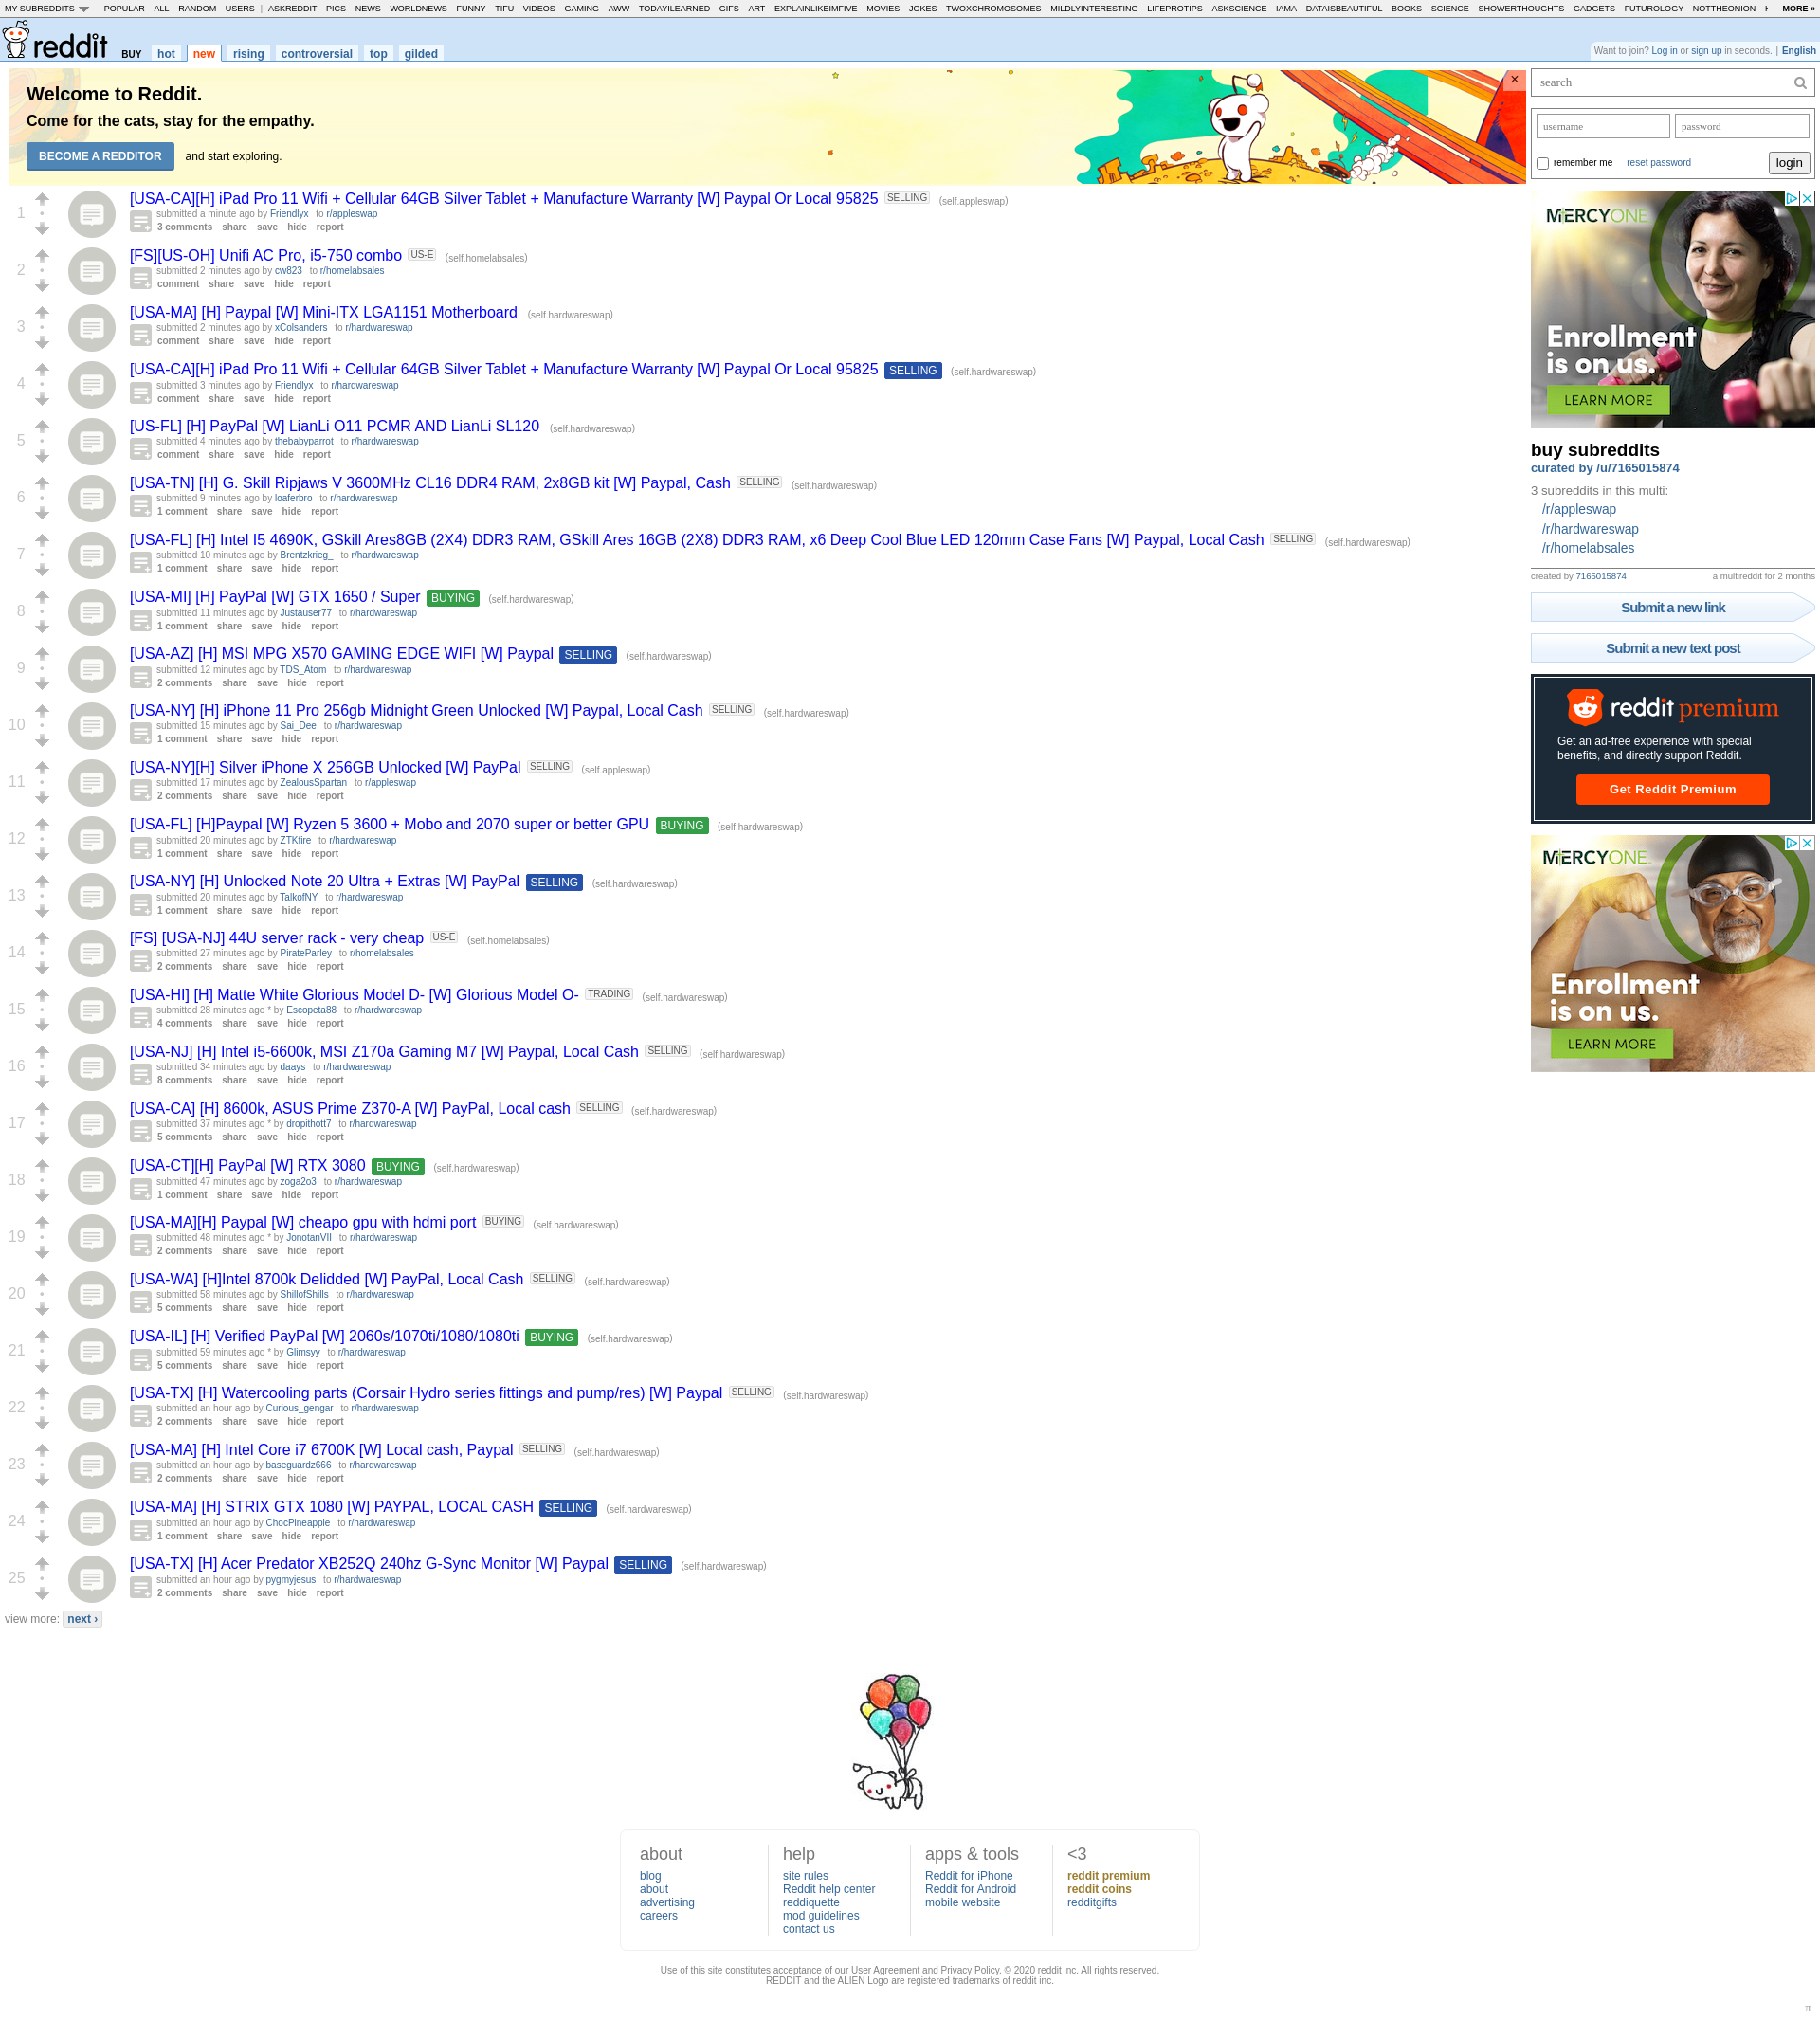 MY SUBREDDITS POPULAR - ALL - RANDOM - USERS | ASKREDDIT - PICS - NEWS - WORLDNEWS - FUNNY - TIFU - VIDEOS - GAMING - AWW - TODAYILEARNED - GIFS - ART - EXPLAINLIKEIMFIVE - MOVIES - JOKES - TWOXCHROMOSOMES - MILDLYINTERESTING - LIFEPROTIPS - ASKSCIENCE - IAMA - DATAISBEAUTIFUL - BOOKS - SCIENCE - SHOWERTHOUGHTS - GADGETS - FUTUROLOGY - NOTTHEONION - MORE »
reddit BUY hot new rising controversial top gilded
Want to join? Log in or sign up in seconds. | English
Welcome to Reddit.
Come for the cats, stay for the empathy.
BECOME A REDDITOR and start exploring.
×
1
[USA-CA][H] iPad Pro 11 Wifi + Cellular 64GB Silver Tablet + Manufacture Warranty [W] Paypal Or Local 95825 SELLING (self.appleswap)
submitted a minute ago by Friendlyx to r/appleswap
3 comments share save hide report
2
[FS][US-OH] Unifi AC Pro, i5-750 combo US-E (self.homelabsales)
submitted 2 minutes ago by cw823 to r/homelabsales
comment share save hide report
3
[USA-MA] [H] Paypal [W] Mini-ITX LGA1151 Motherboard (self.hardwareswap)
submitted 2 minutes ago by xColsanders to r/hardwareswap
comment share save hide report
4
[USA-CA][H] iPad Pro 11 Wifi + Cellular 64GB Silver Tablet + Manufacture Warranty [W] Paypal Or Local 95825 SELLING (self.hardwareswap)
submitted 3 minutes ago by Friendlyx to r/hardwareswap
comment share save hide report
5
[US-FL] [H] PayPal [W] LianLi O11 PCMR AND LianLi SL120 (self.hardwareswap)
submitted 4 minutes ago by thebabyparrot to r/hardwareswap
comment share save hide report
6
[USA-TN] [H] G. Skill Ripjaws V 3600MHz CL16 DDR4 RAM, 2x8GB kit [W] Paypal, Cash SELLING (self.hardwareswap)
submitted 9 minutes ago by loaferbro to r/hardwareswap
1 comment share save hide report
7
[USA-FL] [H] Intel I5 4690K, GSkill Ares8GB (2X4) DDR3 RAM, GSkill Ares 16GB (2X8) DDR3 RAM, x6 Deep Cool Blue LED 120mm Case Fans [W] Paypal, Local Cash SELLING (self.hardwareswap)
submitted 10 minutes ago by Brentzkrieg_ to r/hardwareswap
1 comment share save hide report
8
[USA-MI] [H] PayPal [W] GTX 1650 / Super BUYING (self.hardwareswap)
submitted 11 minutes ago by Justauser77 to r/hardwareswap
1 comment share save hide report
9
[USA-AZ] [H] MSI MPG X570 GAMING EDGE WIFI [W] Paypal SELLING (self.hardwareswap)
submitted 12 minutes ago by TDS_Atom to r/hardwareswap
2 comments share save hide report
10
[USA-NY] [H] iPhone 11 Pro 256gb Midnight Green Unlocked [W] Paypal, Local Cash SELLING (self.hardwareswap)
submitted 15 minutes ago by Sai_Dee to r/hardwareswap
1 comment share save hide report
11
[USA-NY][H] Silver iPhone X 256GB Unlocked [W] PayPal SELLING (self.appleswap)
submitted 17 minutes ago by ZealousSpartan to r/appleswap
2 comments share save hide report
12
[USA-FL] [H]Paypal [W] Ryzen 5 3600 + Mobo and 2070 super or better GPU BUYING (self.hardwareswap)
submitted 20 minutes ago by ZTKfire to r/hardwareswap
1 comment share save hide report
13
[USA-NY] [H] Unlocked Note 20 Ultra + Extras [W] PayPal SELLING (self.hardwareswap)
submitted 20 minutes ago by TalkofNY to r/hardwareswap
1 comment share save hide report
14
[FS] [USA-NJ] 44U server rack - very cheap US-E (self.homelabsales)
submitted 27 minutes ago by PirateParley to r/homelabsales
2 comments share save hide report
15
[USA-HI] [H] Matte White Glorious Model D- [W] Glorious Model O- TRADING (self.hardwareswap)
submitted 28 minutes ago * by Escopeta88 to r/hardwareswap
4 comments share save hide report
16
[USA-NJ] [H] Intel i5-6600k, MSI Z170a Gaming M7 [W] Paypal, Local Cash SELLING (self.hardwareswap)
submitted 34 minutes ago by daays to r/hardwareswap
8 comments share save hide report
17
[USA-CA] [H] 8600k, ASUS Prime Z370-A [W] PayPal, Local cash SELLING (self.hardwareswap)
submitted 37 minutes ago * by dropithott7 to r/hardwareswap
5 comments share save hide report
18
[USA-CT][H] PayPal [W] RTX 3080 BUYING (self.hardwareswap)
submitted 47 minutes ago by zoga2o3 to r/hardwareswap
1 comment share save hide report
19
[USA-MA][H] Paypal [W] cheapo gpu with hdmi port BUYING (self.hardwareswap)
submitted 48 minutes ago * by JonotanVII to r/hardwareswap
2 comments share save hide report
20
[USA-WA] [H]Intel 8700k Delidded [W] PayPal, Local Cash SELLING (self.hardwareswap)
submitted 58 minutes ago by ShillofShills to r/hardwareswap
5 comments share save hide report
21
[USA-IL] [H] Verified PayPal [W] 2060s/1070ti/1080/1080ti BUYING (self.hardwareswap)
submitted 59 minutes ago * by Glimsyy to r/hardwareswap
5 comments share save hide report
22
[USA-TX] [H] Watercooling parts (Corsair Hydro series fittings and pump/res) [W] Paypal SELLING (self.hardwareswap)
submitted an hour ago by Curious_gengar to r/hardwareswap
2 comments share save hide report
23
[USA-MA] [H] Intel Core i7 6700K [W] Local cash, Paypal SELLING (self.hardwareswap)
submitted an hour ago by baseguardz666 to r/hardwareswap
2 comments share save hide report
24
[USA-MA] [H] STRIX GTX 1080 [W] PAYPAL, LOCAL CASH SELLING (self.hardwareswap)
submitted an hour ago by ChocPineapple to r/hardwareswap
1 comment share save hide report
25
[USA-TX] [H] Acer Predator XB252Q 240hz G-Sync Monitor [W] Paypal SELLING (self.hardwareswap)
submitted an hour ago by pygmyjesus to r/hardwareswap
2 comments share save hide report
view more: next ›
search
username password
remember me reset password login
MERCYONE
Enrollment
is on us.
LEARN MORE
buy subreddits
curated by /u/7165015874
3 subreddits in this multi:
/r/appleswap
/r/hardwareswap
/r/homelabsales
created by 7165015874 a multireddit for 2 months
Submit a new link
Submit a new text post
reddit premium
Get an ad-free experience with special
benefits, and directly support Reddit.
Get Reddit Premium
MERCYONE
Enrollment
is on us.
LEARN MORE
about
blog
about
advertising
careers
help
site rules
Reddit help center
reddiquette
mod guidelines
contact us
apps & tools
Reddit for iPhone
Reddit for Android
mobile website
<3
reddit premium
reddit coins
redditgifts
Use of this site constitutes acceptance of our User Agreement and Privacy Policy. © 2020 reddit inc. All rights reserved.
REDDIT and the ALIEN Logo are registered trademarks of reddit inc.
π